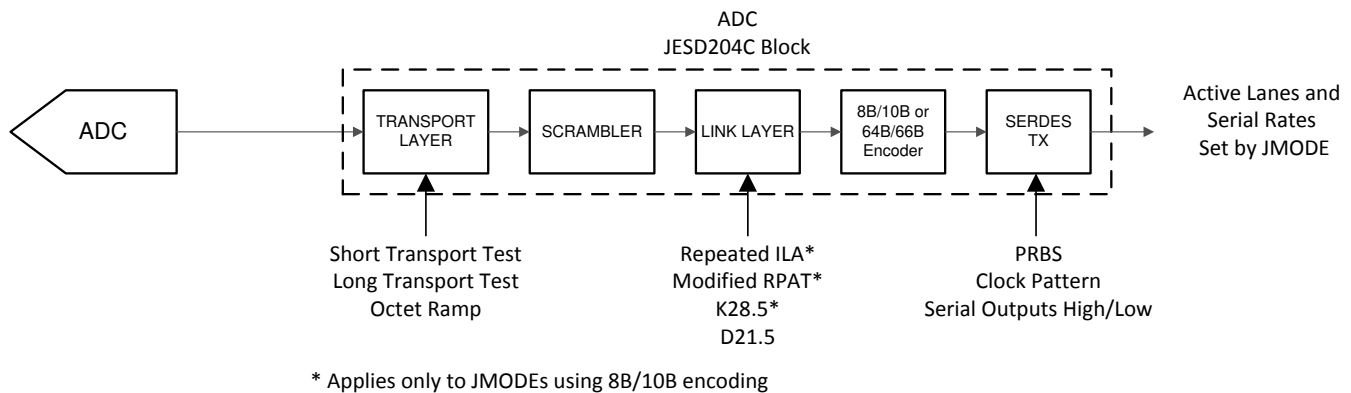 ADC
JESD204C Block
ADC
TRANSPORT
LAYER
SCRAMBLER
LINK LAYER
8B/10B or
64B/66B
Encoder
SERDES
TX
Active Lanes and
Serial Rates
Set by JMODE
Short Transport Test
Long Transport Test
Octet Ramp
Repeated ILA*
Modified RPAT*
K28.5*
D21.5
PRBS
Clock Pattern
Serial Outputs High/Low
* Applies only to JMODEs using 8B/10B encoding